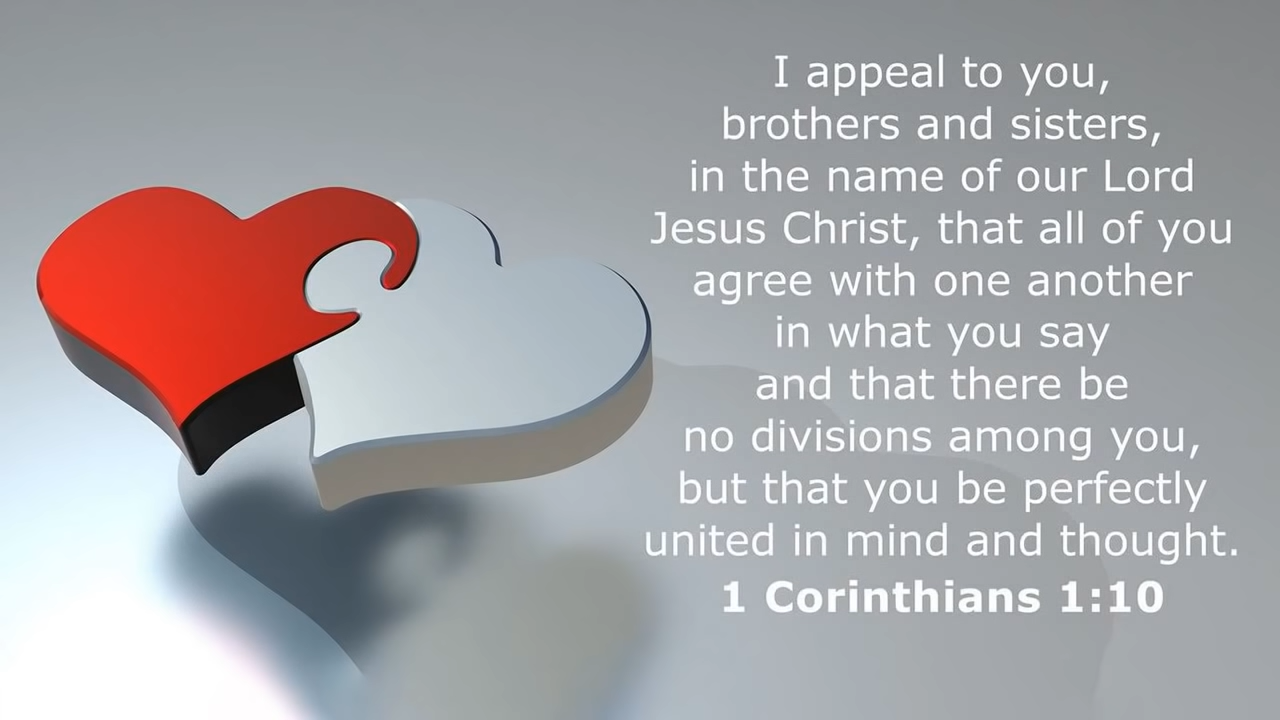 I appeal to you,
brothers and sisters,
in the name of our Lord
Jesus Christ, that all of you
agree with one another
in what you say
and that there be
no divisions among you,
but that you be perfectly
united in mind and thought.
1 Corinthians 1:10